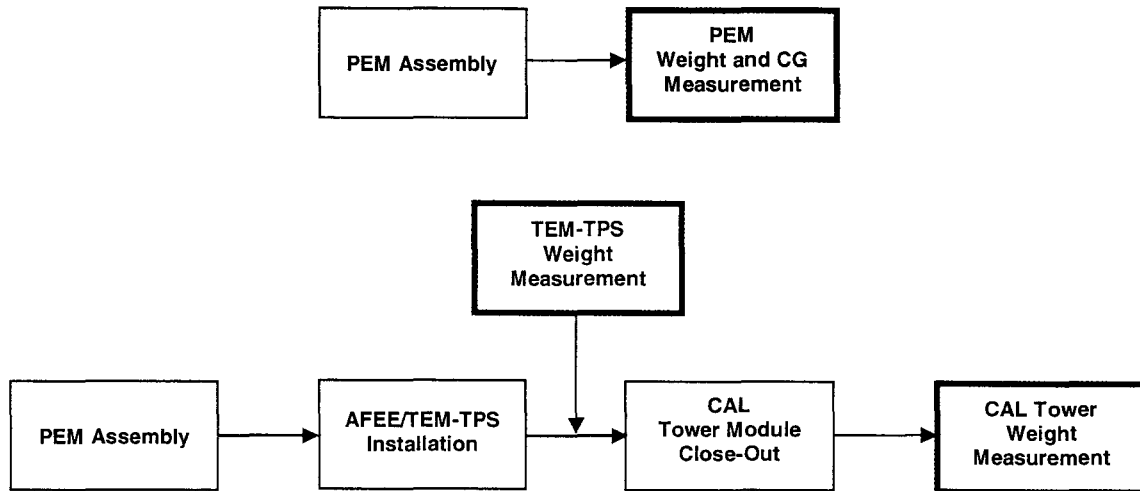 PEM Assembly
PEM
Weight and CG
Measurement
TEM-TPS
Weight
Measurement
PEM Assembly
AFEE/TEM-TPS
Installation
CAL
Tower Module
Close-Out
CAL Tower
Weight
Measurement